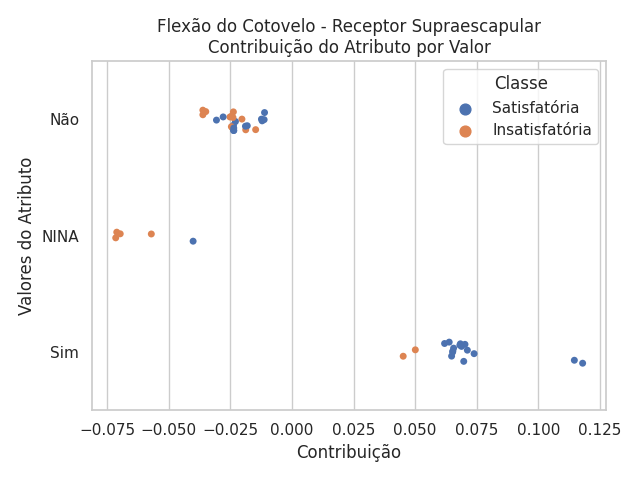 Flexão do Cotovelo - Receptor Supraescapular
Contribuição do Atributo por Valor
Classe
Satisfatória
Insatisfatória
Valores do Atributo
Não
NINA
Sim
−0.075 −0.050 −0.025 0.000 0.025 0.050 0.075 0.100 0.125
Contribuição